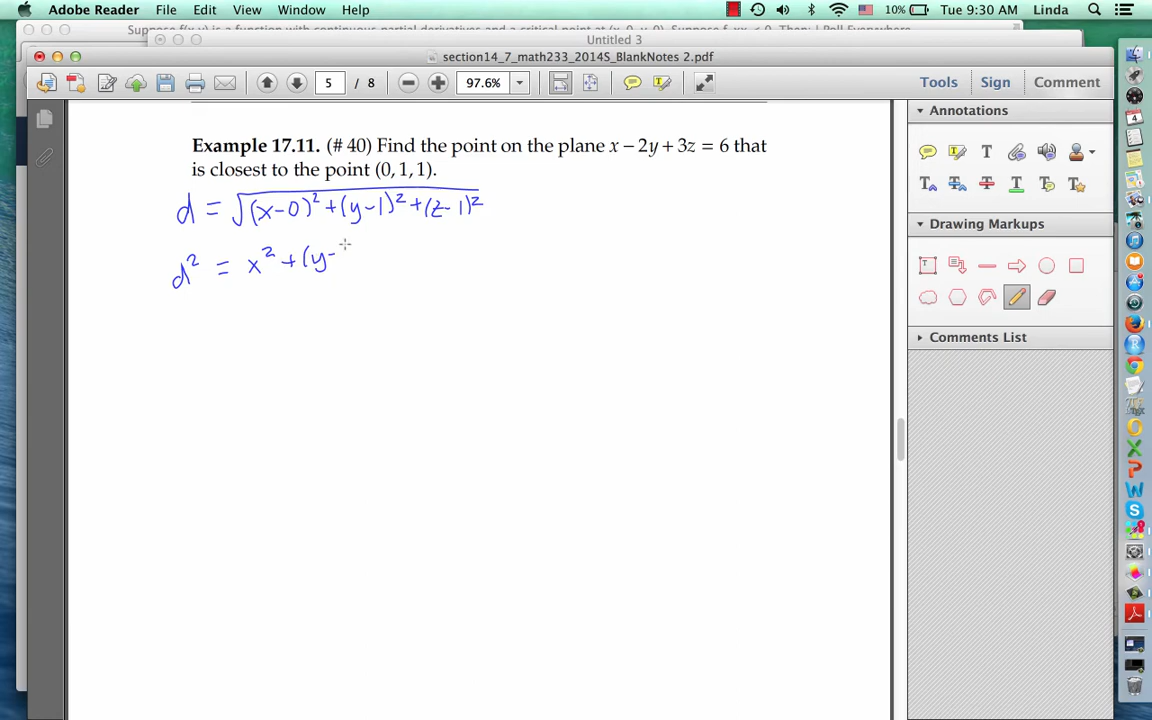 Adobe Reader File Edit View Window Help 10% Tue 9:30 AM Linda
Untitled 3
section14_7_math233_2014S_BlankNotes 2.pdf
5 / 8 97.6% Tools Sign Comment
Example 17.11. (# 40) Find the point on the plane x − 2y + 3z = 6 that
is closest to the point (0, 1, 1).
d = √(x-0)² + (y-1)² + (z-1)²
d² = x² + (y-
Annotations
Drawing Markups
Comments List